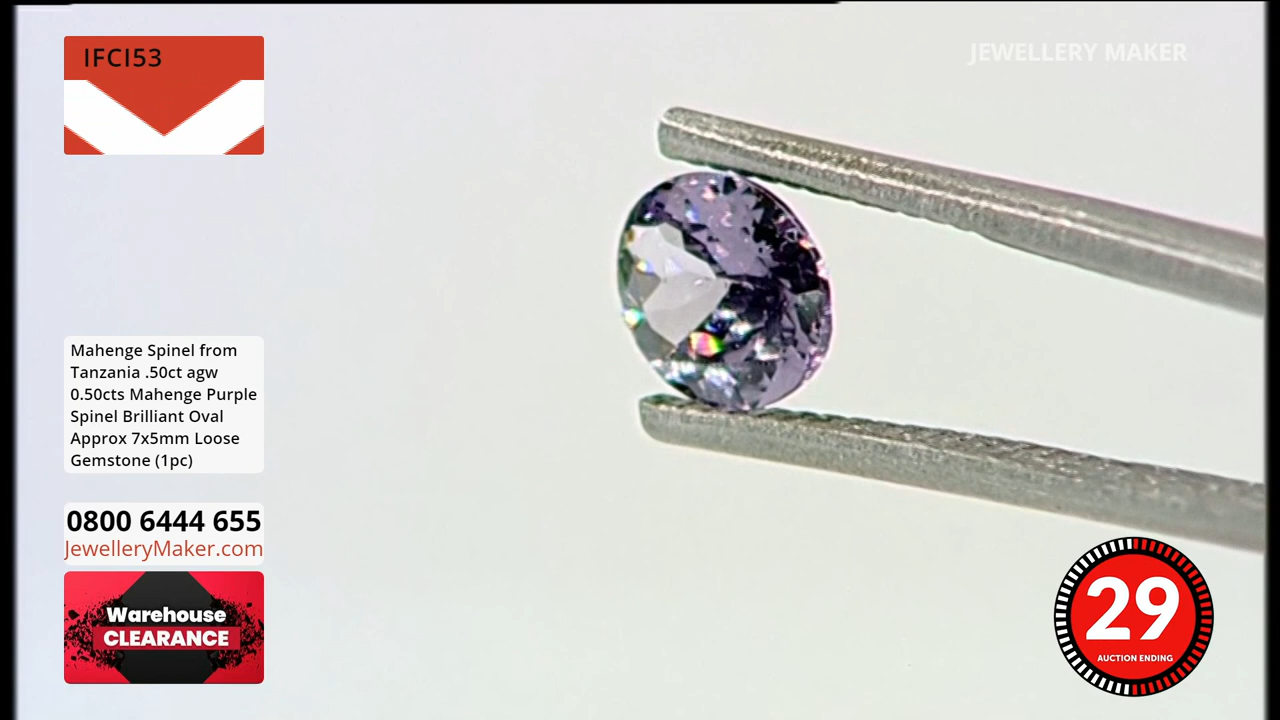 IFCI53
JEWELLERY MAKER
Mahenge Spinel from
Tanzania .50ct agw
0.50cts Mahenge Purple
Spinel Brilliant Oval
Approx 7x5mm Loose
Gemstone (1pc)
0800 6444 655
JewelleryMaker.com
Warehouse
CLEARANCE
29
AUCTION ENDING